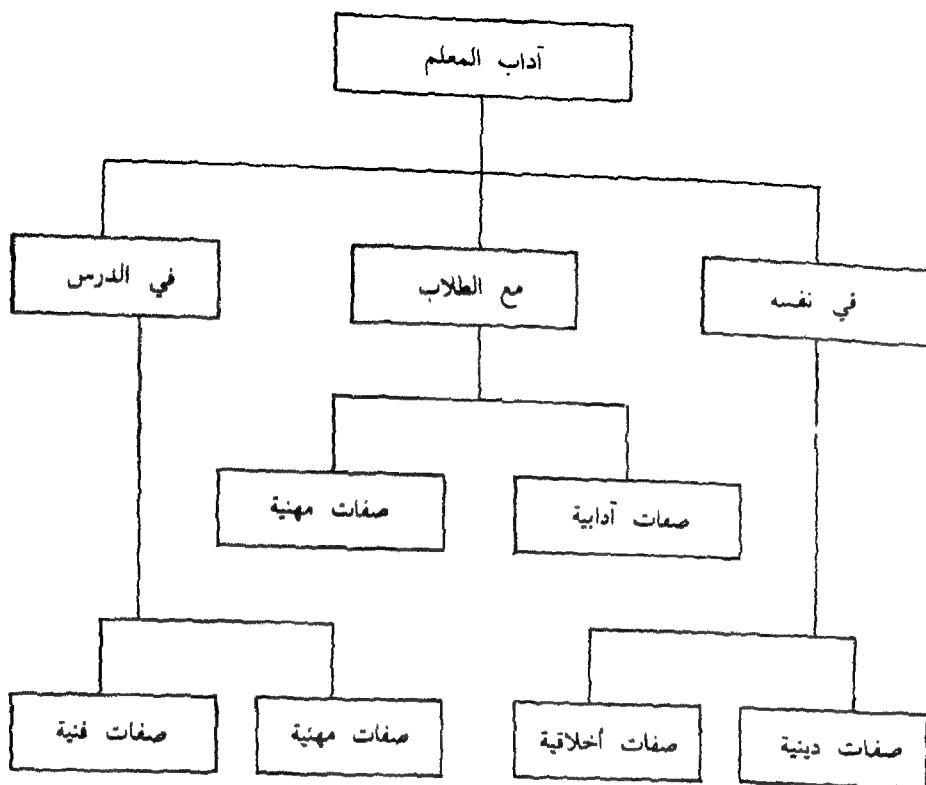 آداب المعلم
في نفسه
مع الطلاب
في الدرس
صفات آدابية
صفات مهنية
صفات دينية
صفات أخلاقية
صفات مهنية
صفات فنية